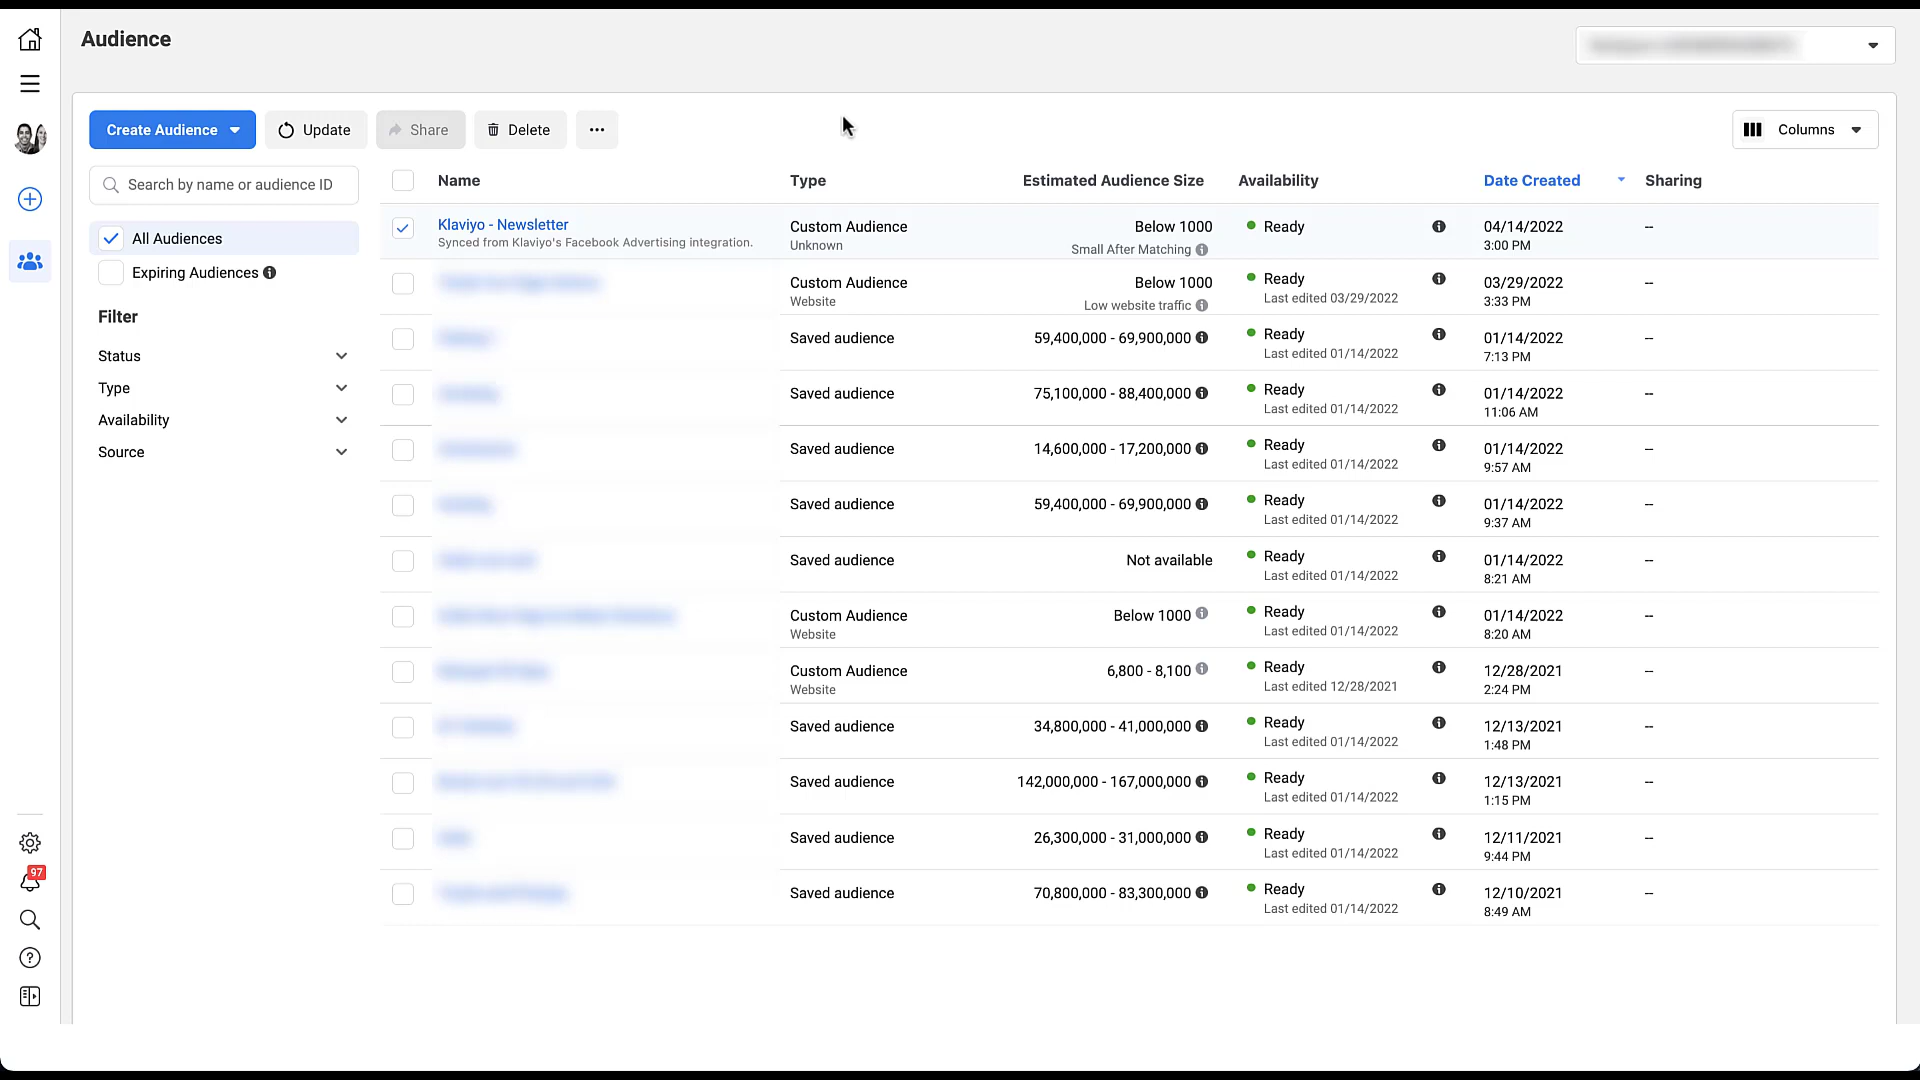 Audience
Create Audience
Update
Share
Delete
Columns
Search by name or audience ID
All Audiences
Expiring Audiences
Filter
Status
Type
Availability
Source
97
Name Type Estimated Audience Size Availability Date Created Sharing
Klaviyo - Newsletter Custom Audience Below 1000 Ready 04/14/2022 --
Synced from Klaviyo's Facebook Advertising integration. Unknown Small After Matching 3:00 PM
Custom Audience Below 1000 Ready 03/29/2022 --
Website Low website traffic Last edited 03/29/2022 3:33 PM
Saved audience 59,400,000 - 69,900,000 Ready 01/14/2022 --
Last edited 01/14/2022 7:13 PM
Saved audience 75,100,000 - 88,400,000 Ready 01/14/2022 --
Last edited 01/14/2022 11:06 AM
Saved audience 14,600,000 - 17,200,000 Ready 01/14/2022 --
Last edited 01/14/2022 9:57 AM
Saved audience 59,400,000 - 69,900,000 Ready 01/14/2022 --
Last edited 01/14/2022 9:37 AM
Saved audience Not available Ready 01/14/2022 --
Last edited 01/14/2022 8:21 AM
Custom Audience Below 1000 Ready 01/14/2022 --
Website Last edited 01/14/2022 8:20 AM
Custom Audience 6,800 - 8,100 Ready 12/28/2021 --
Website Last edited 12/28/2021 2:24 PM
Saved audience 34,800,000 - 41,000,000 Ready 12/13/2021 --
Last edited 01/14/2022 1:48 PM
Saved audience 142,000,000 - 167,000,000 Ready 12/13/2021 --
Last edited 01/14/2022 1:15 PM
Saved audience 26,300,000 - 31,000,000 Ready 12/11/2021 --
Last edited 01/14/2022 9:44 PM
Saved audience 70,800,000 - 83,300,000 Ready 12/10/2021 --
Last edited 01/14/2022 8:49 AM